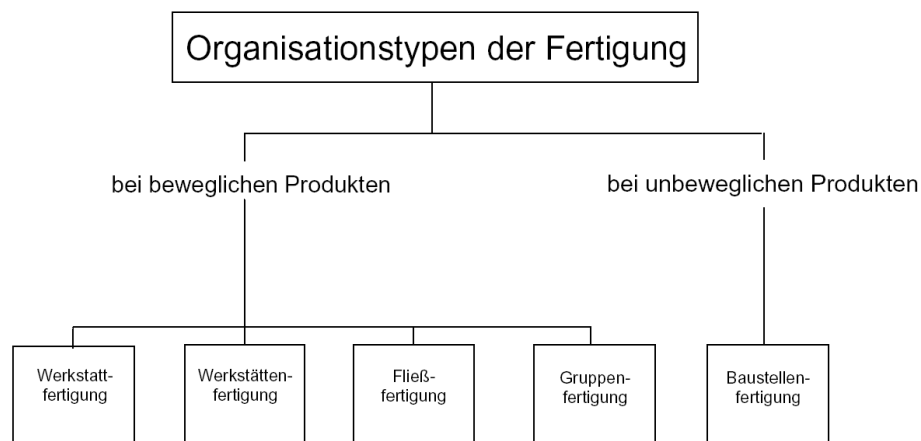 Organisationstypen der Fertigung
bei beweglichen Produkten
bei unbeweglichen Produkten
Werkstatt-
fertigung
Werkstätten-
fertigung
Fließ-
fertigung
Gruppen-
fertigung
Baustellen-
fertigung